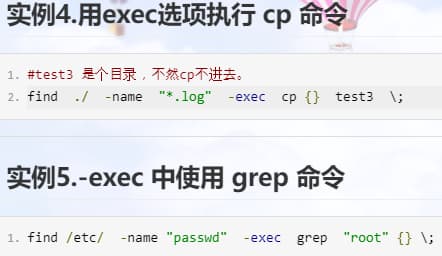 实例4.用exec选项执行 cp 命令
1. #test3 是个目录，不然cp不进去。
2. find ./ -name "*.log" -exec cp {} test3 \;
实例5.-exec 中使用 grep 命令
1. find /etc/ -name "passwd" -exec grep "root" {} \;